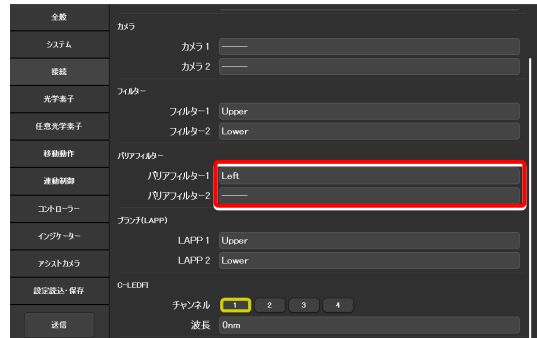 全般
システム
接続
光学素子
任意光学素子
移動動作
連動制御
コントローラー
インジケーター
アシストカメラ
設定読込・保存
送信
カメラ
カメラ1 ―――
カメラ2 ―――
フィルター
フィルター1 Upper
フィルター2 Lower
バリアフィルター
バリアフィルター1 Left
バリアフィルター2 ―――
ブランチ(LAPP)
LAPP 1 Upper
LAPP 2 Lower
C-LEDFI
チャンネル 1 2 3 4
波長 0nm